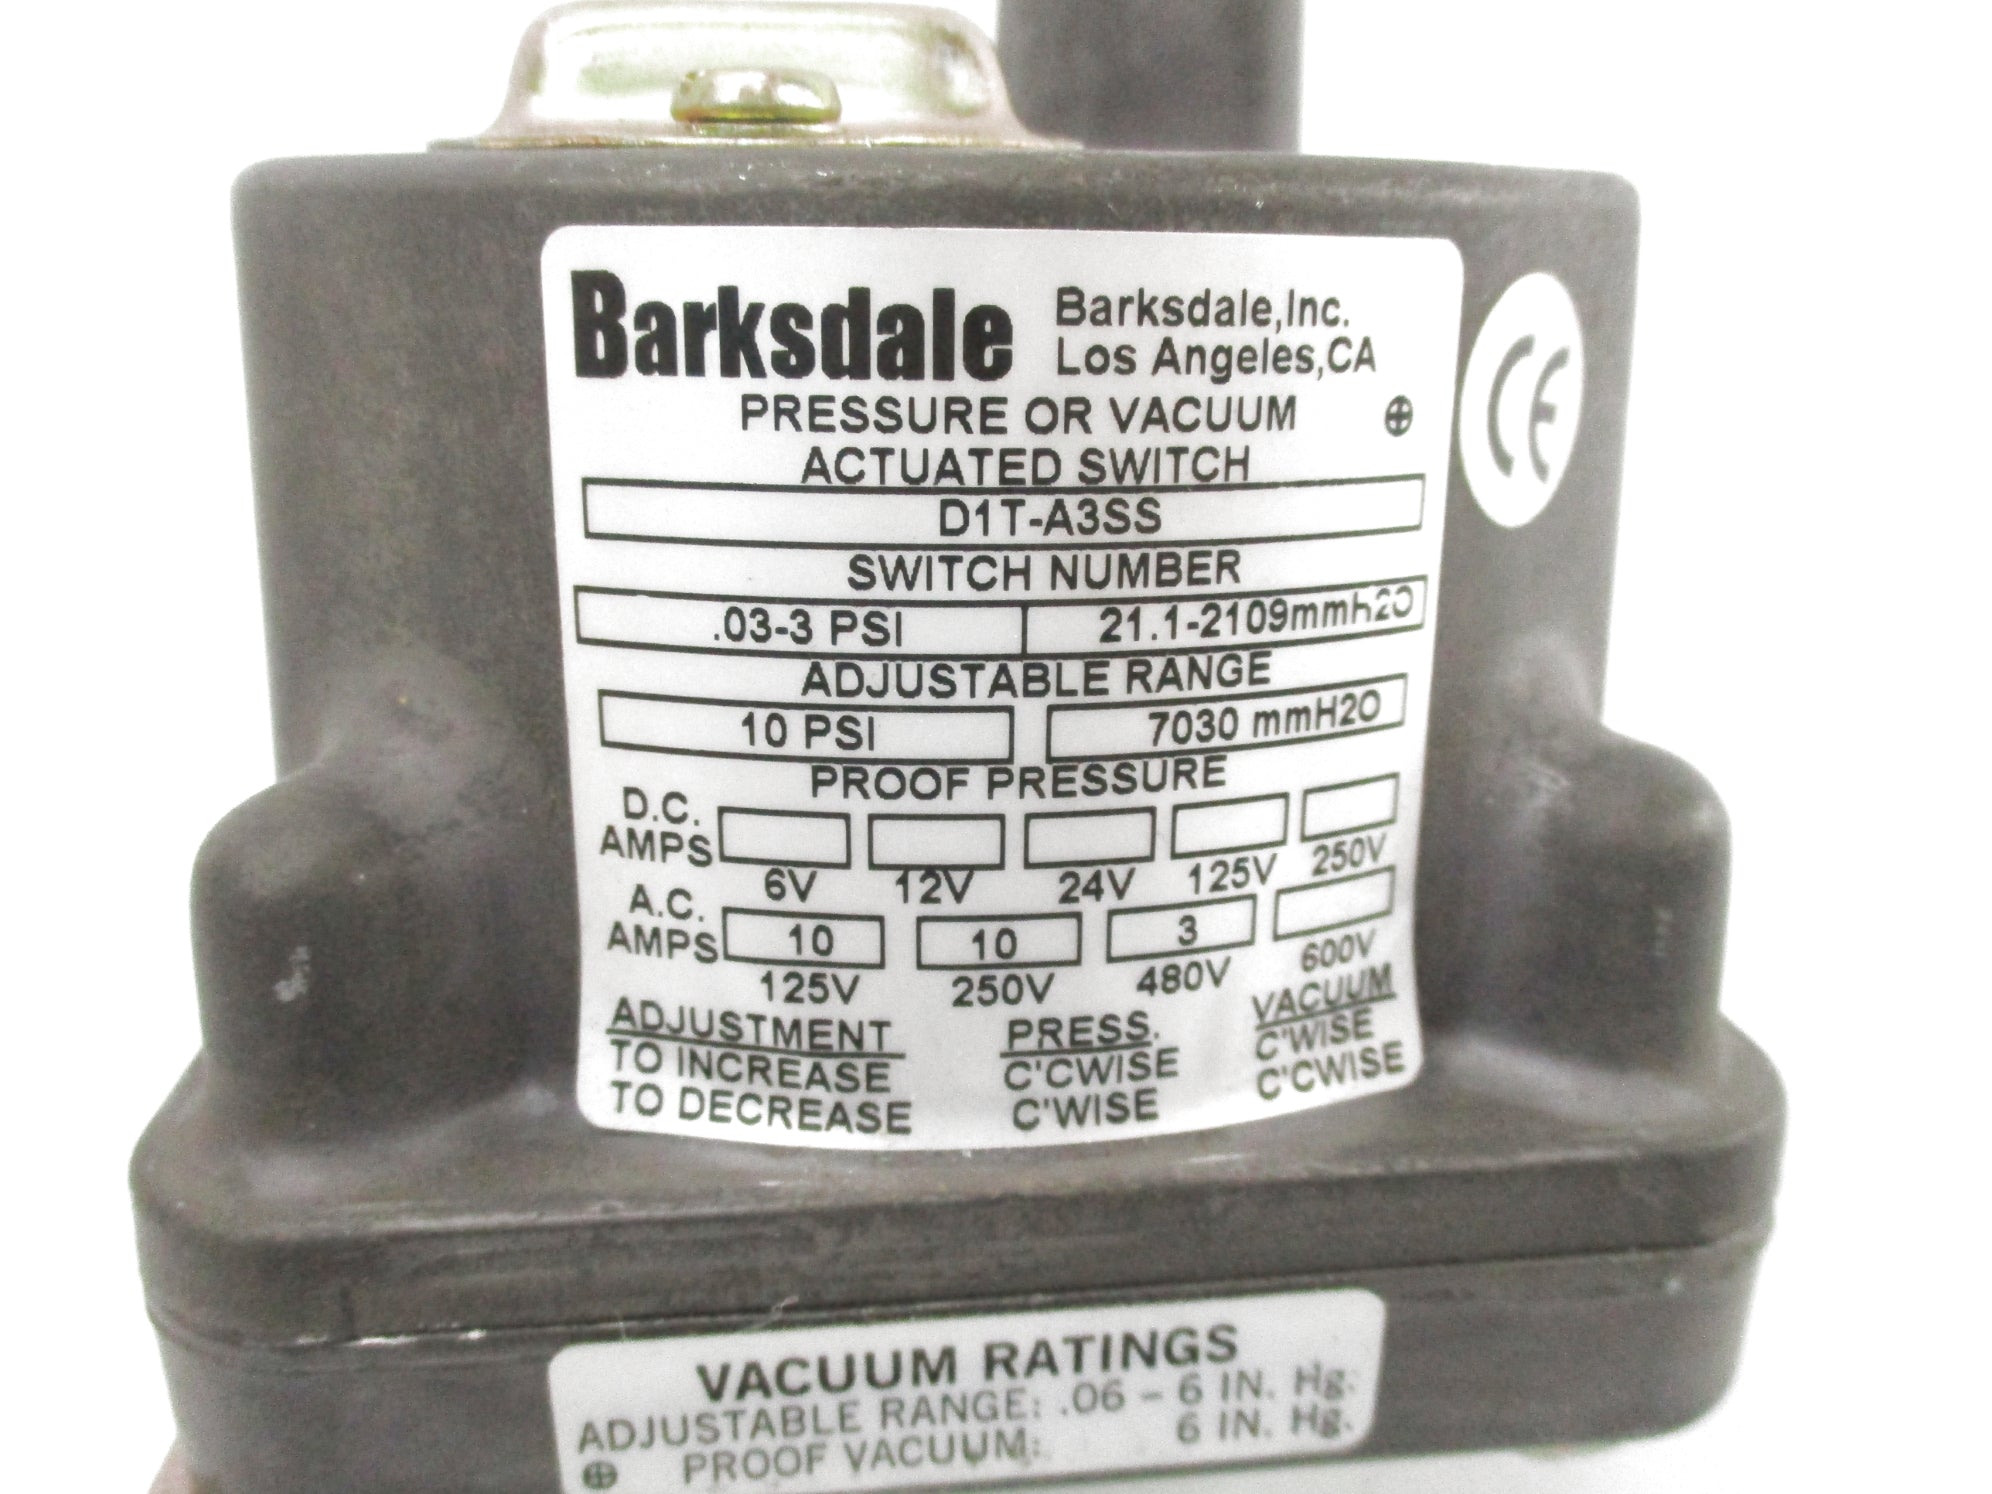 Barksdale Barksdale,Inc.
Los Angeles,CA
PRESSURE OR VACUUM
ACTUATED SWITCH
D1T-A3SS
SWITCH NUMBER
.03-3 PSI 21.1-2109mmh2O
ADJUSTABLE RANGE
10 PSI 7030 mmH2O
PROOF PRESSURE
D.C.
AMPS
6V 12V 24V 125V 250V
A.C.
AMPS 10 10 3
125V 250V 480V 600V
ADJUSTMENT PRESS. VACUUM
TO INCREASE C'CWISE C'WISE
TO DECREASE C'WISE C'CWISE
CE
VACUUM RATINGS
ADJUSTABLE RANGE: .06 – 6 IN. Hg.
PROOF VACUUM: 6 IN. Hg.